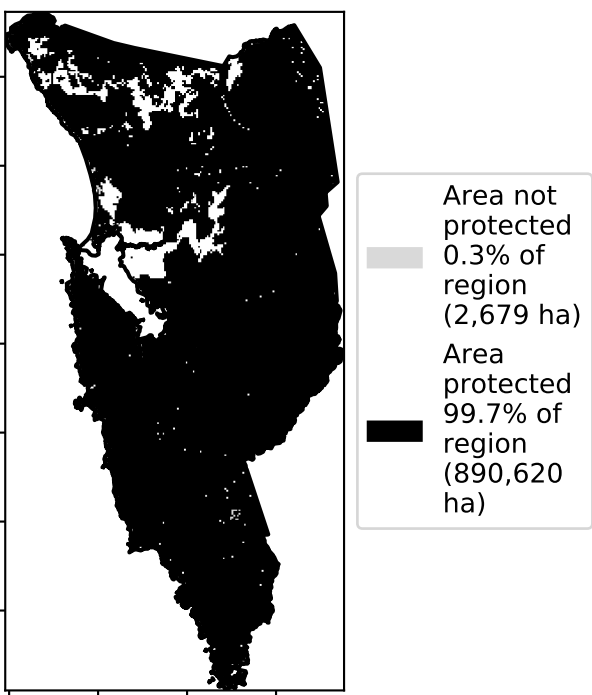 Area not
protected
0.3% of
region
(2,679 ha)
Area
protected
99.7% of
region
(890,620
ha)